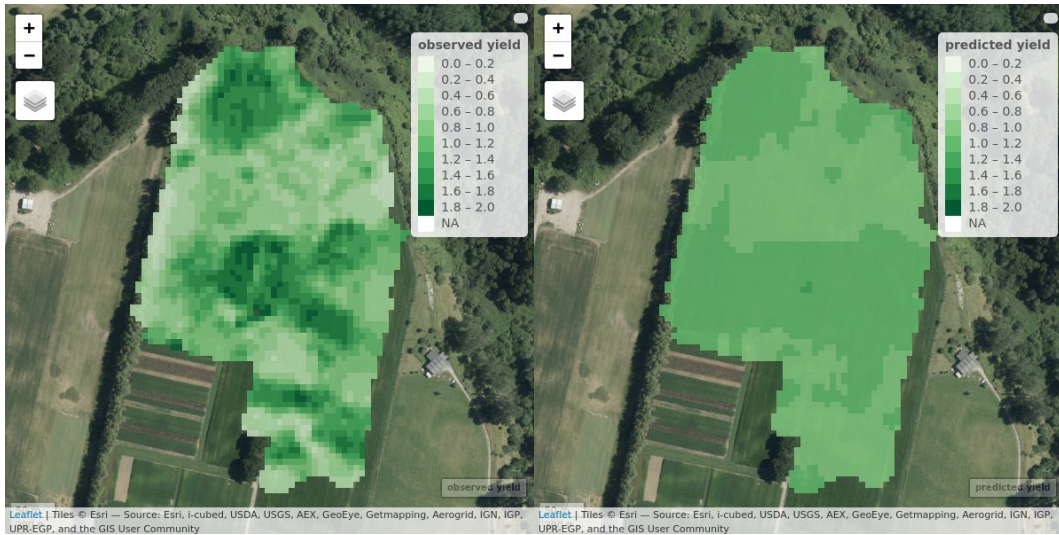 +
−
observed yield
0.0 – 0.2
0.2 – 0.4
0.4 – 0.6
0.6 – 0.8
0.8 – 1.0
1.0 – 1.2
1.2 – 1.4
1.4 – 1.6
1.6 – 1.8
1.8 – 2.0
NA
observed yield
Leaflet | Tiles © Esri — Source: Esri, i-cubed, USDA, USGS, AEX, GeoEye, Getmapping, Aerogrid, IGN, IGP,
UPR-EGP, and the GIS User Community
+
−
predicted yield
0.0 – 0.2
0.2 – 0.4
0.4 – 0.6
0.6 – 0.8
0.8 – 1.0
1.0 – 1.2
1.2 – 1.4
1.4 – 1.6
1.6 – 1.8
1.8 – 2.0
NA
predicted yield
Leaflet | Tiles © Esri — Source: Esri, i-cubed, USDA, USGS, AEX, GeoEye, Getmapping, Aerogrid, IGN, IGP,
UPR-EGP, and the GIS User Community